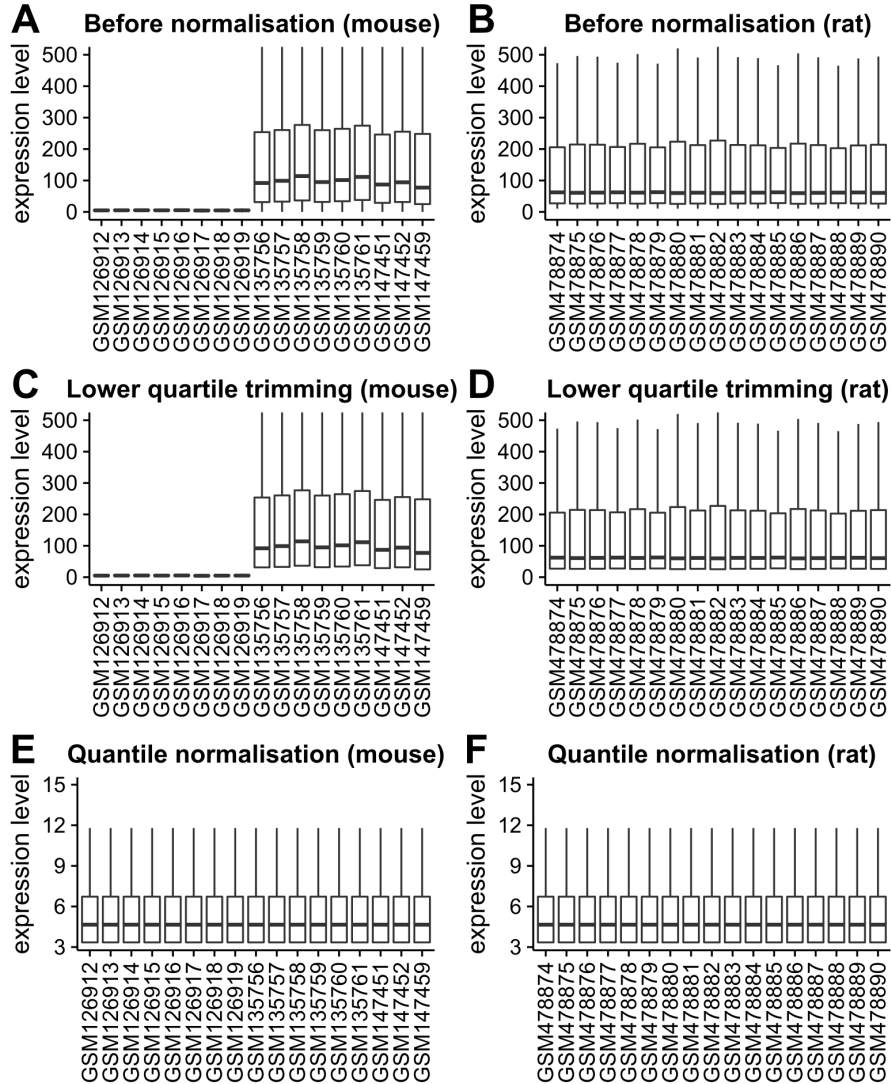 A Before normalisation (mouse)
expression level
500
400
300
200
100
0
GSM126912
GSM126913
GSM126914
GSM126915
GSM126916
GSM126917
GSM126918
GSM126919
GSM135756
GSM135757
GSM135758
GSM135759
GSM135760
GSM135761
GSM147451
GSM147452
GSM147459
B Before normalisation (rat)
expression level
500
400
300
200
100
0
GSM478874
GSM478875
GSM478876
GSM478877
GSM478878
GSM478879
GSM478880
GSM478881
GSM478882
GSM478883
GSM478884
GSM478885
GSM478886
GSM478887
GSM478888
GSM478889
GSM478890
C Lower quartile trimming (mouse)
expression level
500
400
300
200
100
0
GSM126912
GSM126913
GSM126914
GSM126915
GSM126916
GSM126917
GSM126918
GSM126919
GSM135756
GSM135757
GSM135758
GSM135759
GSM135760
GSM135761
GSM147451
GSM147452
GSM147459
D Lower quartile trimming (rat)
expression level
500
400
300
200
100
0
GSM478874
GSM478875
GSM478876
GSM478877
GSM478878
GSM478879
GSM478880
GSM478881
GSM478882
GSM478883
GSM478884
GSM478885
GSM478886
GSM478887
GSM478888
GSM478889
GSM478890
E Quantile normalisation (mouse)
expression level
15
12
9
6
3
GSM126912
GSM126913
GSM126914
GSM126915
GSM126916
GSM126917
GSM126918
GSM126919
GSM135756
GSM135757
GSM135758
GSM135759
GSM135760
GSM135761
GSM147451
GSM147452
GSM147459
F Quantile normalisation (rat)
expression level
15
12
9
6
3
GSM478874
GSM478875
GSM478876
GSM478877
GSM478878
GSM478879
GSM478880
GSM478881
GSM478882
GSM478883
GSM478884
GSM478885
GSM478886
GSM478887
GSM478888
GSM478889
GSM478890